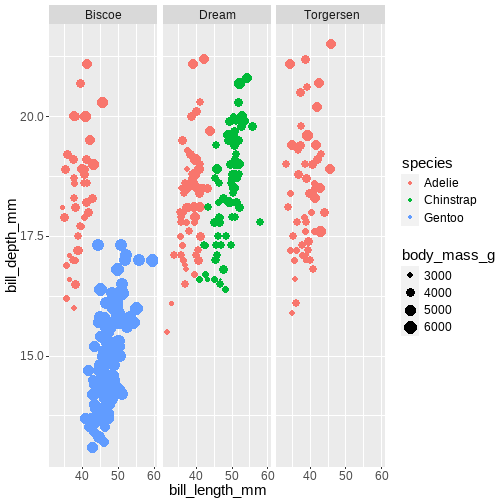 Biscoe Dream Torgersen
20.0
17.5
15.0
bill_depth_mm
40 50 60 40 50 60 40 50 60
bill_length_mm
species
Adelie
Chinstrap
Gentoo
body_mass_g
3000
4000
5000
6000